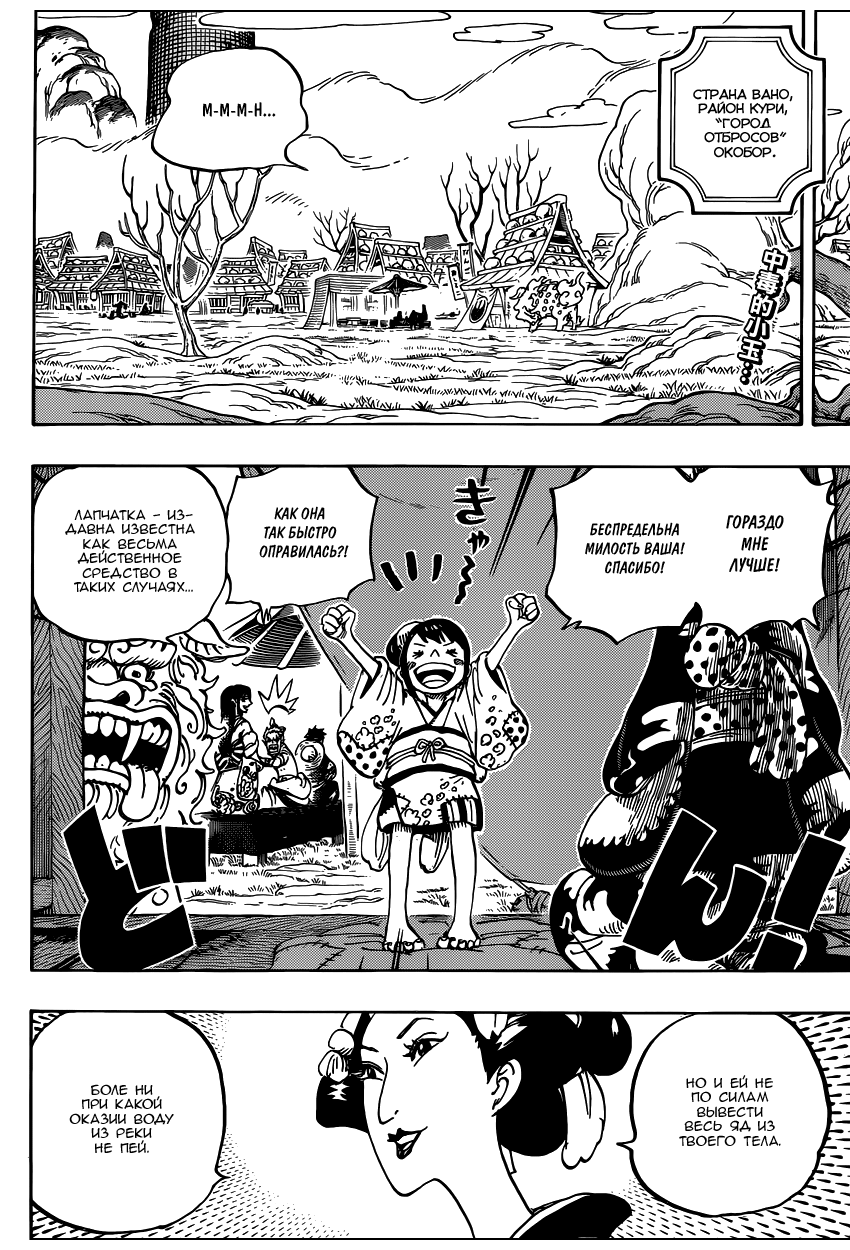 СТРАНА ВАНО,
РАЙОН КУРИ,
"ГОРОД
ОТБРОСОВ"
ОКОБОР.
М-М-М-Н...
中毒的小玉...
ГОРАЗДО
МНЕ
ЛУЧШЕ!
БЕСПРЕДЕЛЬНА
МИЛОСТЬ ВАША!
СПАСИБО!
きゃ〜
КАК ОНА
ТАК БЫСТРО
ОПРАВИЛАСЬ?!
ЛАПЧАТКА - ИЗ-
ДАВНА ИЗВЕСТНА
КАК ВЕСЬМА
ДЕЙСТВЕННОЕ
СРЕДСТВО В
ТАКИХ СЛУЧАЯХ...
どん!
НО И ЕЙ НЕ
ПО СИЛАМ
ВЫВЕСТИ
ВЕСЬ ЯД ИЗ
ТВОЕГО ТЕЛА.
БОЛЕ НИ
ПРИ КАКОЙ
ОКАЗИИ ВОДУ
ИЗ РЕКИ
НЕ ПЕЙ.